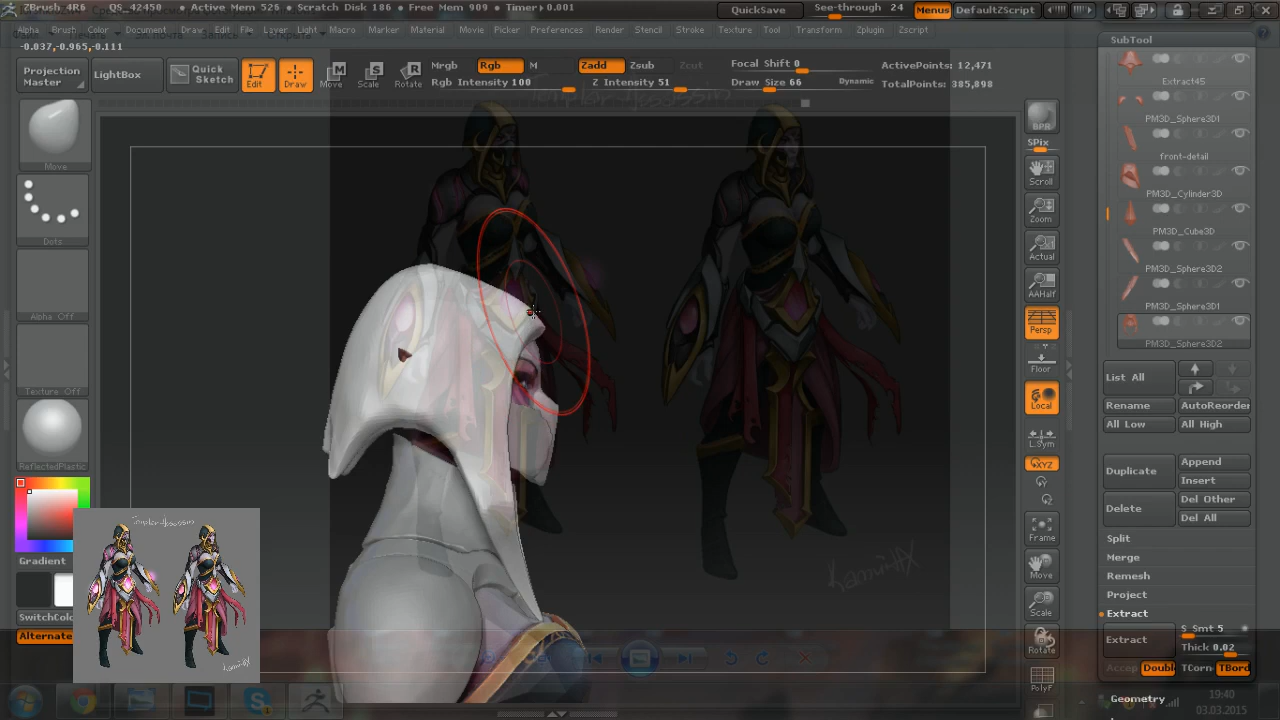 ZBrush 4R6 QS_42450 • Active Mem 526 • Scratch Disk 186 • Free Mem 909 • Timer▸0.001 QuickSave See-through 24 Menus DefaultZScript
Alpha Brush Color Document Draw Edit File Layer Light Macro Marker Material Movie Picker Preferences Render Stencil Stroke Texture Tool Transform Zplugin Zscript
-0.037,-0.965,-0.111
SubTool
Projection Master
LightBox
Quick Sketch
Edit
Draw
Move
Scale
Rotate
Mrgb Rgb M
Rgb Intensity 100
Zadd Zsub Zcut
Z Intensity 51
Focal Shift 0
Draw Size 66 Dynamic
ActivePoints: 12,471
TotalPoints: 385,898
Move
Dots
Alpha Off
Texture Off
ReflectedPlastic
Gradient
SwitchColo
Alternate
Templar Assassin
KaminHX
BPR
SPix
Scroll
Zoom
Actual
AAHalf
Persp
Floor
Local
L.Sym
XYZ
Frame
Move
Scale
Rotate
PolyF
Extract45
PM3D_Sphere3D1
front-detail
PM3D_Cylinder3D
PM3D_Cube3D
PM3D_Sphere3D2
PM3D_Sphere3D1
PM3D_Sphere3D2
List All
Rename AutoReorder
All Low All High
Duplicate Append
Insert
Delete Del Other
Del All
Split
Merge
Remesh
Project
Extract
Extract S Smt 5
Thick 0.02
Accep Doubl TCorn TBord
Geometry
19:40
03.03.2015